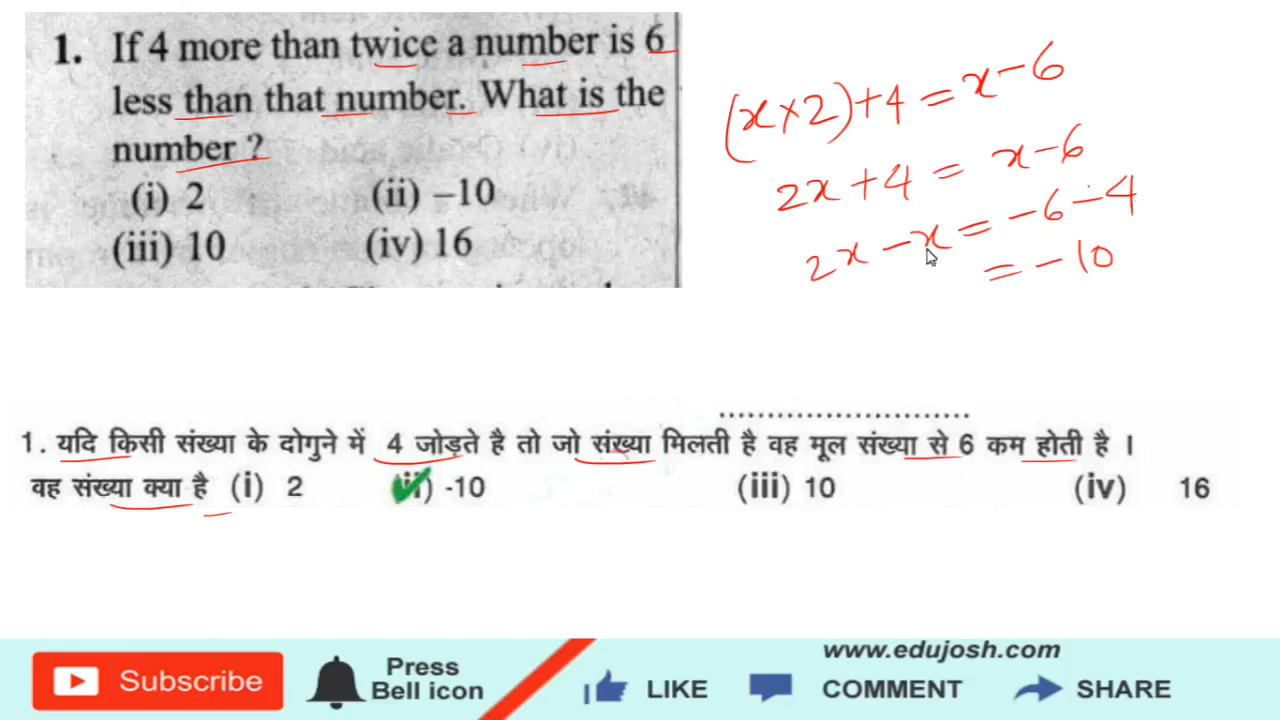 1. If 4 more than twice a number is 6
less than that number. What is the
number ?
(i) 2 (ii) –10
(iii) 10 (iv) 16
(x×2)+4 = x-6
2x+4 = x-6
2x-x = -6-4
= -10
1. यदि किसी संख्या के दोगुने में 4 जोड़ते है तो जो संख्या मिलती है वह मूल संख्या से 6 कम होती है ।
वह संख्या क्या है (i) 2 (ii) -10 (iii) 10 (iv) 16
www.edujosh.com
Subscribe
Press
Bell icon
LIKE
COMMENT
SHARE